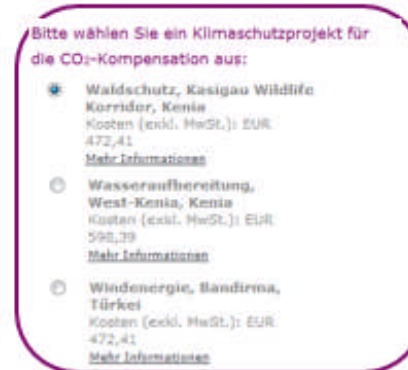 Bitte wählen Sie ein Klimaschutzprojekt für
die CO₂-Kompensation aus:
Waldschutz, Kasigau Wildlife
Korridor, Kenia
Kosten (exkl. MwSt.): EUR
472,41
Mehr Informationen
Wasseraufbereitung,
West-Kenia, Kenia
Kosten (exkl. MwSt.): EUR
598,39
Mehr Informationen
Windenergie, Bandirma,
Türkei
Kosten (exkl. MwSt.): EUR
472,41
Mehr Informationen